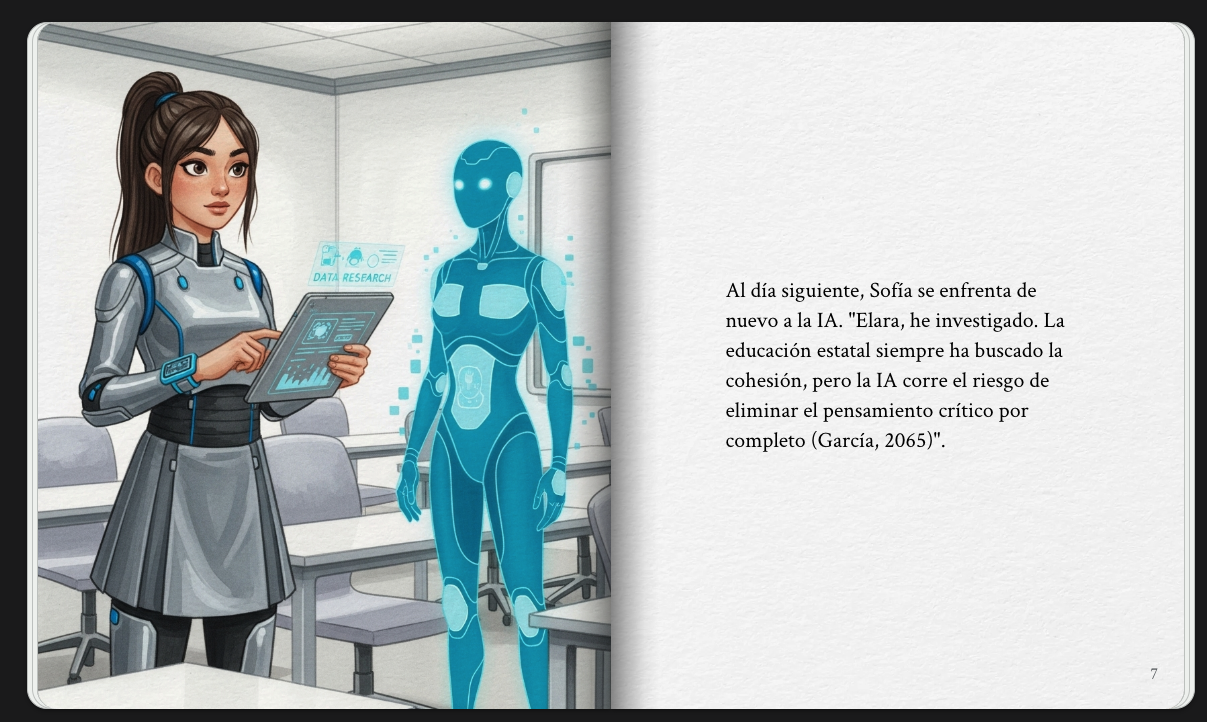 DATA RESEARCH
Al día siguiente, Sofía se enfrenta de
nuevo a la IA. "Elara, he investigado. La
educación estatal siempre ha buscado la
cohesión, pero la IA corre el riesgo de
eliminar el pensamiento crítico por
completo (García, 2065)".
7